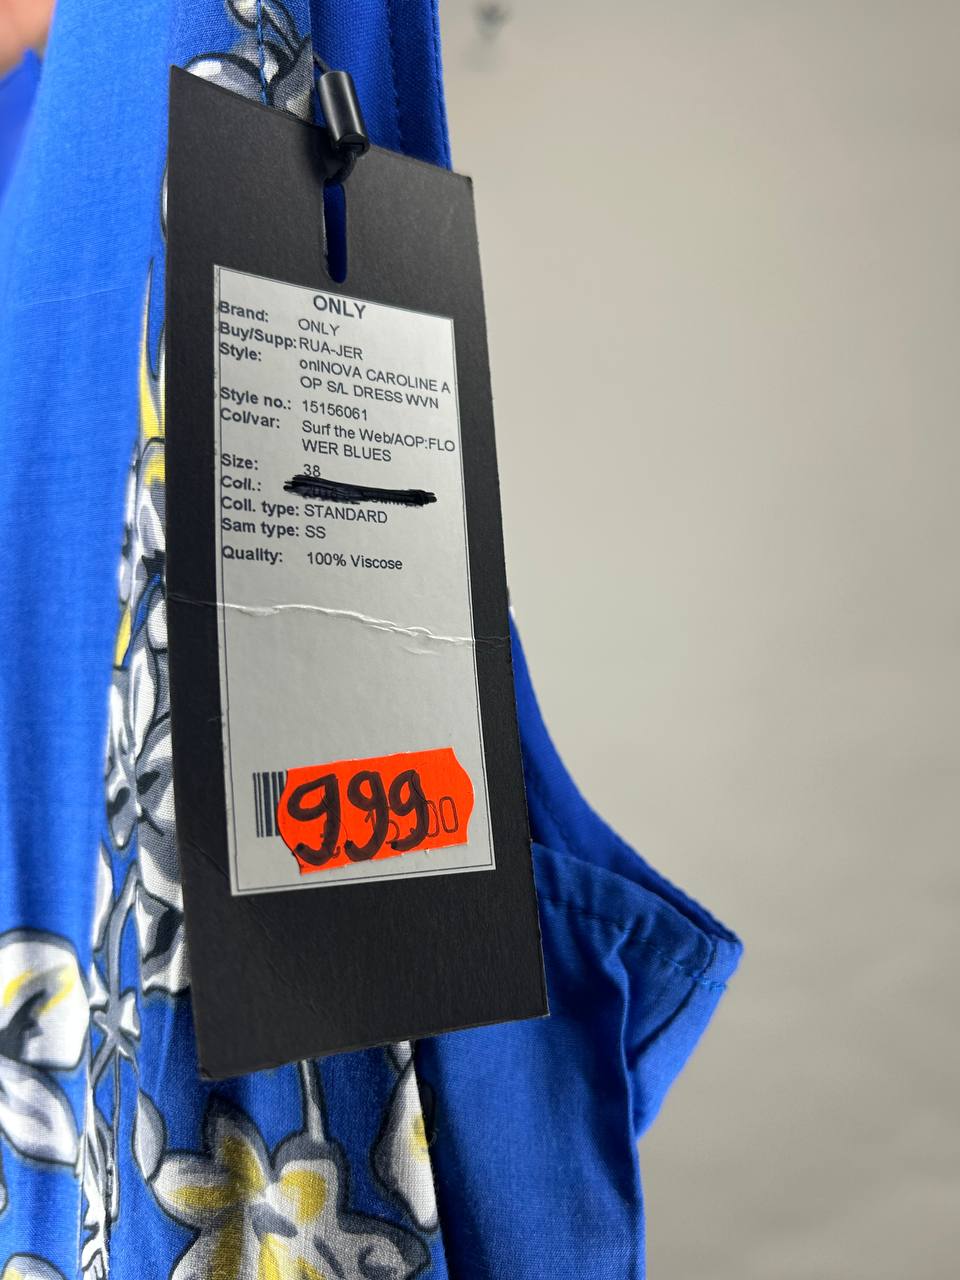 ONLY
Brand: ONLY
Buy/Supp: RUA-JER
Style: onlNOVA CAROLINE A
OP S/L DRESS WVN
Style no.: 15156061
Col/var: Surf the Web/AOP:FLO
WER BLUES
Size: 38
Coll.:
Coll. type: STANDARD
Sam type: SS
Quality: 100% Viscose
999